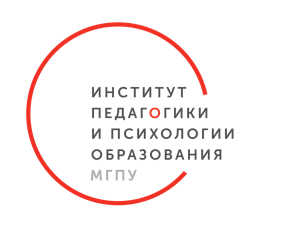 ИНСТИТУТ
ПЕДАГОГИКИ
И ПСИХОЛОГИИ
ОБРАЗОВАНИЯ
МГПУ